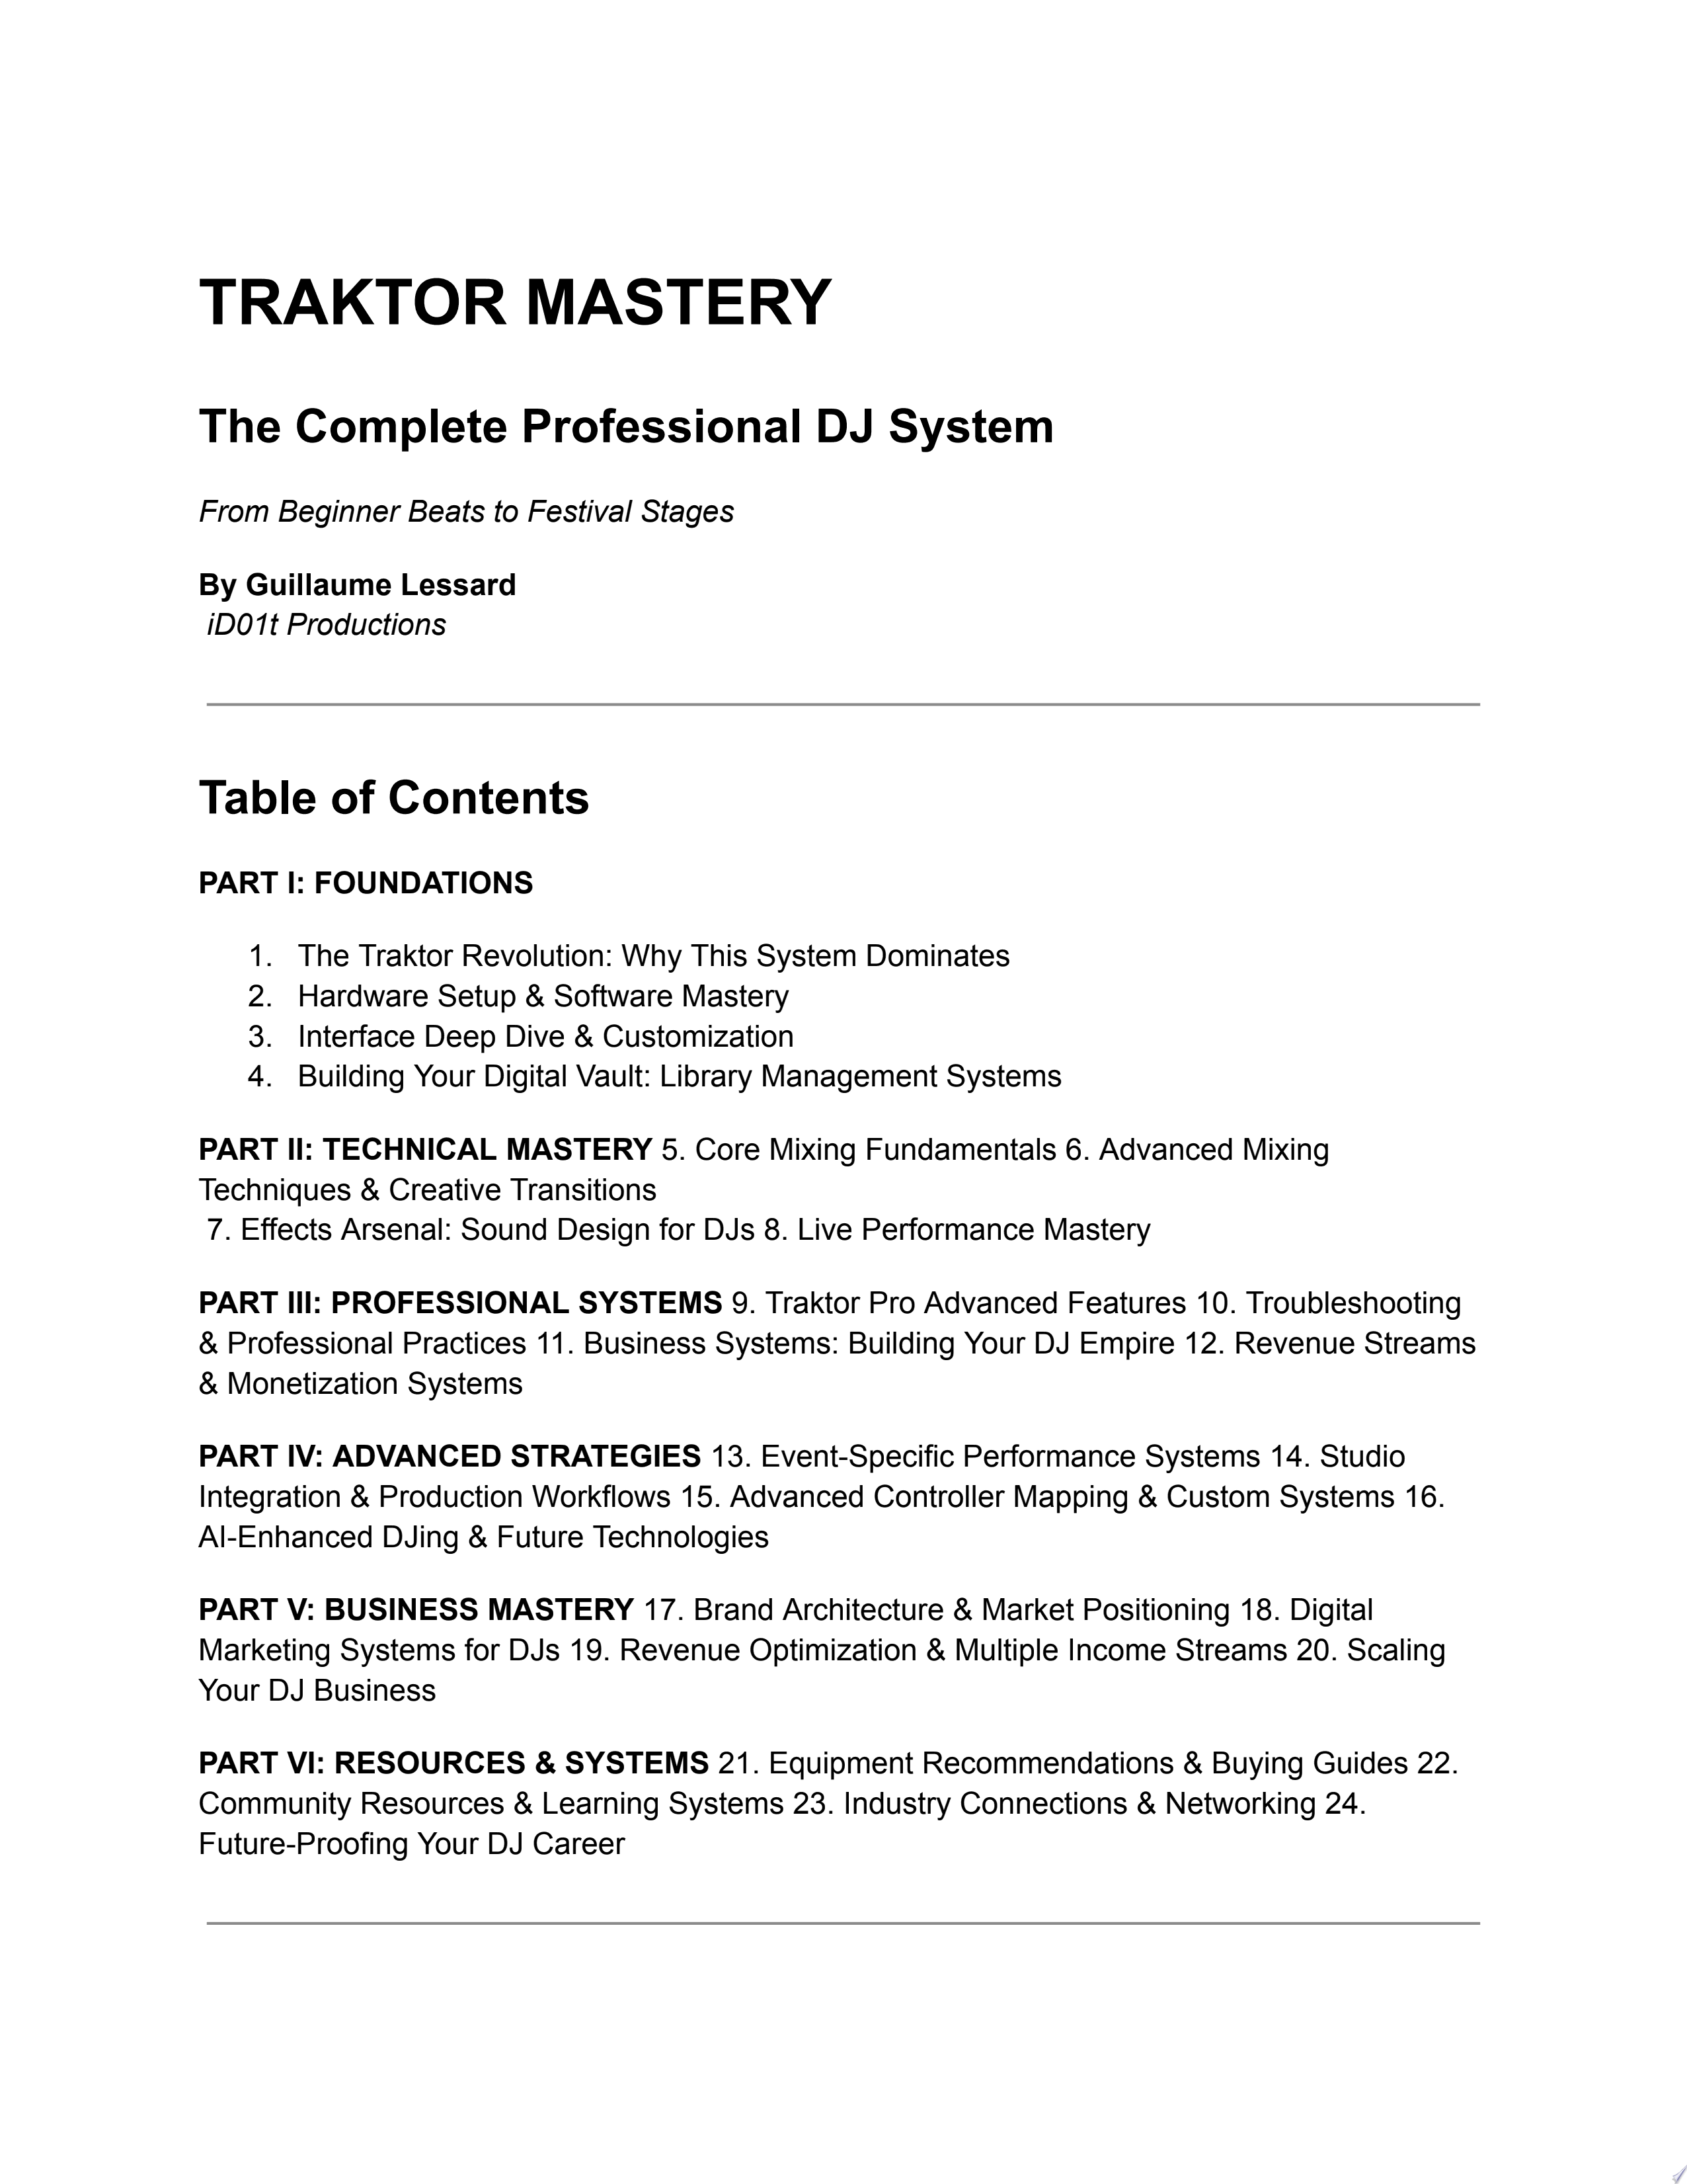 TRAKTOR MASTERY
The Complete Professional DJ System
From Beginner Beats to Festival Stages
By Guillaume Lessard
iD01t Productions
Table of Contents
PART I: FOUNDATIONS
1. The Traktor Revolution: Why This System Dominates
2. Hardware Setup & Software Mastery
3. Interface Deep Dive & Customization
4. Building Your Digital Vault: Library Management Systems
PART II: TECHNICAL MASTERY 5. Core Mixing Fundamentals 6. Advanced Mixing
Techniques & Creative Transitions
7. Effects Arsenal: Sound Design for DJs 8. Live Performance Mastery
PART III: PROFESSIONAL SYSTEMS 9. Traktor Pro Advanced Features 10. Troubleshooting
& Professional Practices 11. Business Systems: Building Your DJ Empire 12. Revenue Streams
& Monetization Systems
PART IV: ADVANCED STRATEGIES 13. Event-Specific Performance Systems 14. Studio
Integration & Production Workflows 15. Advanced Controller Mapping & Custom Systems 16.
AI-Enhanced DJing & Future Technologies
PART V: BUSINESS MASTERY 17. Brand Architecture & Market Positioning 18. Digital
Marketing Systems for DJs 19. Revenue Optimization & Multiple Income Streams 20. Scaling
Your DJ Business
PART VI: RESOURCES & SYSTEMS 21. Equipment Recommendations & Buying Guides 22.
Community Resources & Learning Systems 23. Industry Connections & Networking 24.
Future-Proofing Your DJ Career